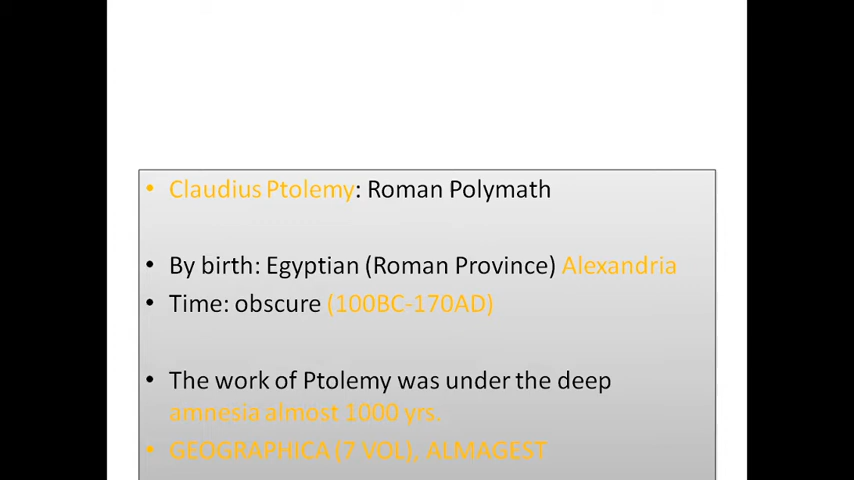 • Claudius Ptolemy: Roman Polymath
• By birth: Egyptian (Roman Province) Alexandria
• Time: obscure (100BC-170AD)
• The work of Ptolemy was under the deep
amnesia almost 1000 yrs.
• GEOGRAPHICA (7 VOL), ALMAGEST